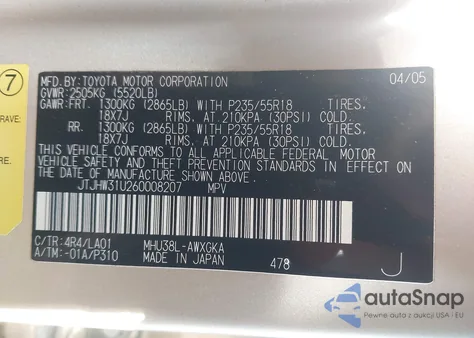 7
RAVE:
MFD.BY:TOYOTA MOTOR CORPORATION 04/05
GVWR:2505KG (5520LB)
GAWR:FRT. 1300KG (2865LB) WITH P235/55R18 TIRES,
18X7J RIMS. AT 210KPA (30PSI) COLD.
RR. 1300KG (2865LB) WITH P235/55R18 TIRES,
18X7J RIMS. AT 210KPA (30PSI) COLD.
THIS VEHICLE CONFORMS TO ALL APPLICABLE FEDERAL MOTOR
VEHICLE SAFETY AND THEFT PREVENTION STANDARDS IN EFFECT ON
THE DATE OF MANUFACTURE SHOWN ABOVE.
JTJHW31U260008207 MPV
C/TR:4R4/LA01 MHU38L-AWXGKA
A/TM:-01A/P310 MADE IN JAPAN 478 J
autoSnap
Pewne auta z aukcji USA i EU